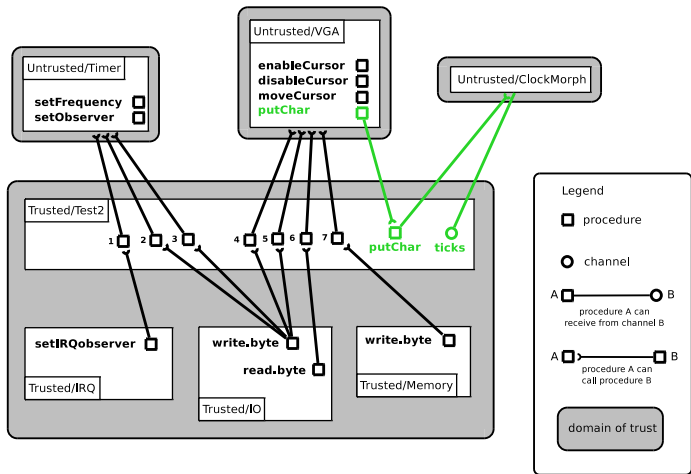 Untrusted/Timer
setFrequency
setObserver
Untrusted/VGA
enableCursor
disableCursor
moveCursor
putChar
Untrusted/ClockMorph
Trusted/Test2
1
2
3
4
5
6
7
putChar
ticks
setIRQobserver
Trusted/IRQ
write.byte
read.byte
Trusted/IO
write.byte
Trusted/Memory
Legend
procedure
channel
A B
procedure A can
receive from channel B
A B
procedure A can
call procedure B
domain of trust